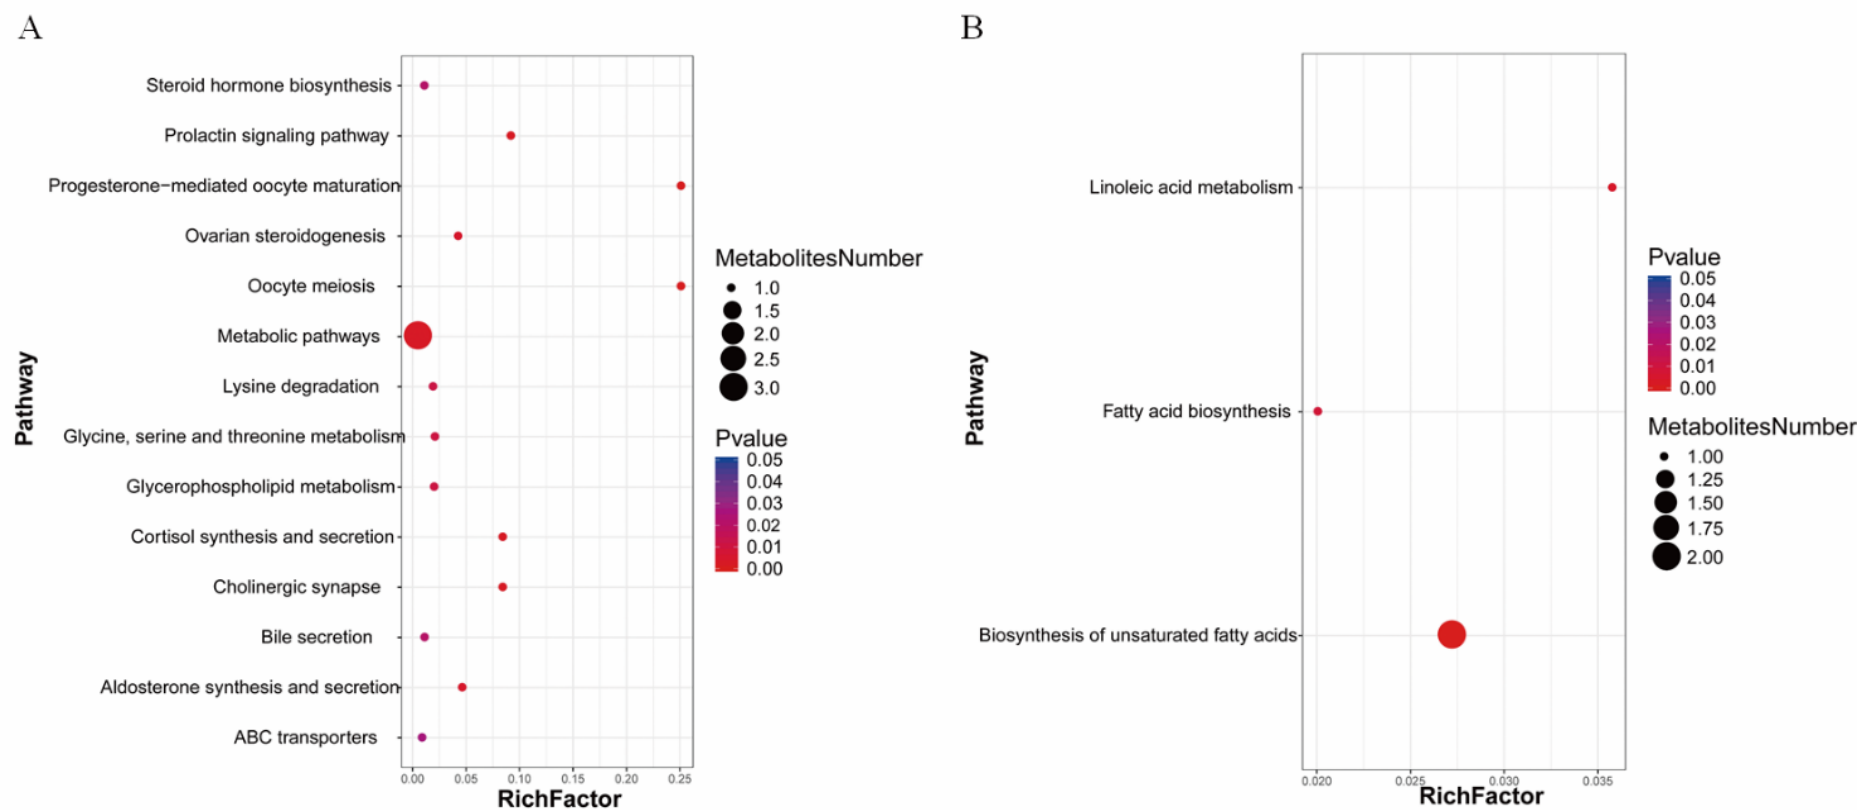 A
Steroid hormone biosynthesis
Prolactin signaling pathway
Progesterone−mediated oocyte maturation
Ovarian steroidogenesis
Oocyte meiosis
Metabolic pathways
Lysine degradation
Glycine, serine and threonine metabolism
Glycerophospholipid metabolism
Cortisol synthesis and secretion
Cholinergic synapse
Bile secretion
Aldosterone synthesis and secretion
ABC transporters
Pathway
0.00 0.05 0.10 0.15 0.20 0.25
RichFactor
MetabolitesNumber
1.0
1.5
2.0
2.5
3.0
Pvalue
0.05
0.04
0.03
0.02
0.01
0.00
B
Linoleic acid metabolism
Fatty acid biosynthesis
Biosynthesis of unsaturated fatty acids
Pathway
0.020 0.025 0.030 0.035
RichFactor
Pvalue
0.05
0.04
0.03
0.02
0.01
0.00
MetabolitesNumber
1.00
1.25
1.50
1.75
2.00